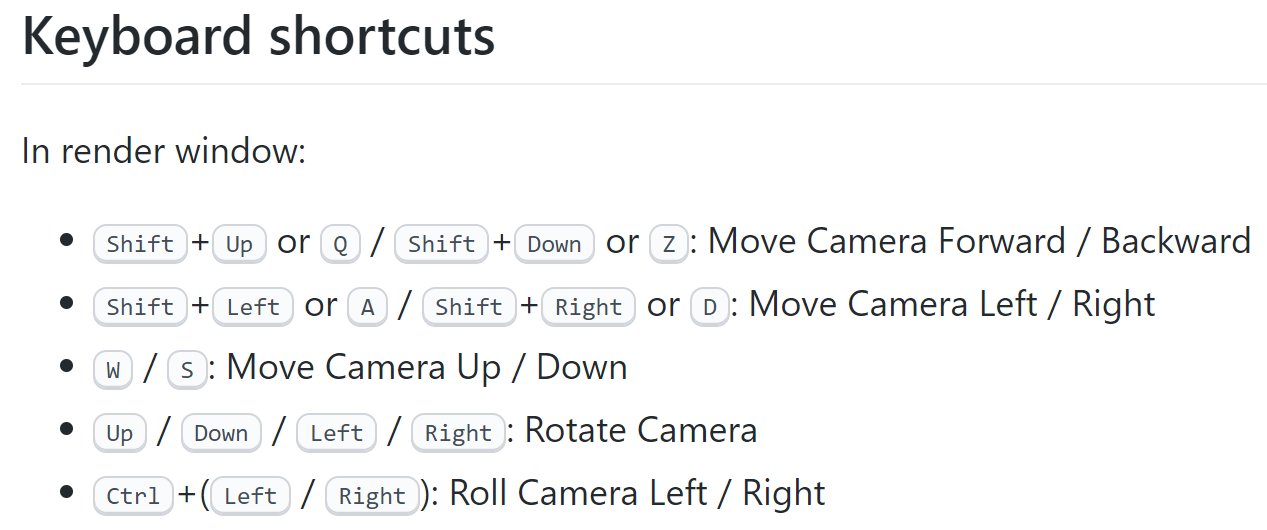 Keyboard shortcuts
In render window:
• Shift+Up or Q / Shift+Down or Z: Move Camera Forward / Backward
• Shift+Left or A / Shift+Right or D: Move Camera Left / Right
• W / S: Move Camera Up / Down
• Up / Down / Left / Right: Rotate Camera
• Ctrl+(Left / Right): Roll Camera Left / Right